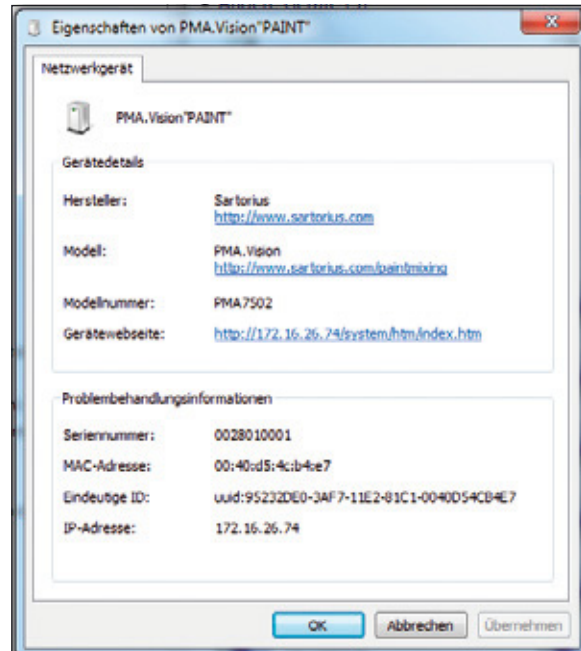 Eigenschaften von PMA.Vision"PAINT"
Netzwerkgerät
PMA.Vision"PAINT"
Gerätedetails
Hersteller: Sartorius
http://www.sartorius.com
Modell: PMA.Vision
http://www.sartorius.com/paintmixing
Modellnummer: PMA7502
Gerätewebseite: http://172.16.26.74/system/htm/index.htm
Problembehandlungsinformationen
Seriennummer: 0028010001
MAC-Adresse: 00:40:d5:4c:b4:e7
Eindeutige ID: uuid:95232DE0-3AF7-11E2-81C1-0040D54CB4E7
IP-Adresse: 172.16.26.74
OK Abbrechen Übernehmen